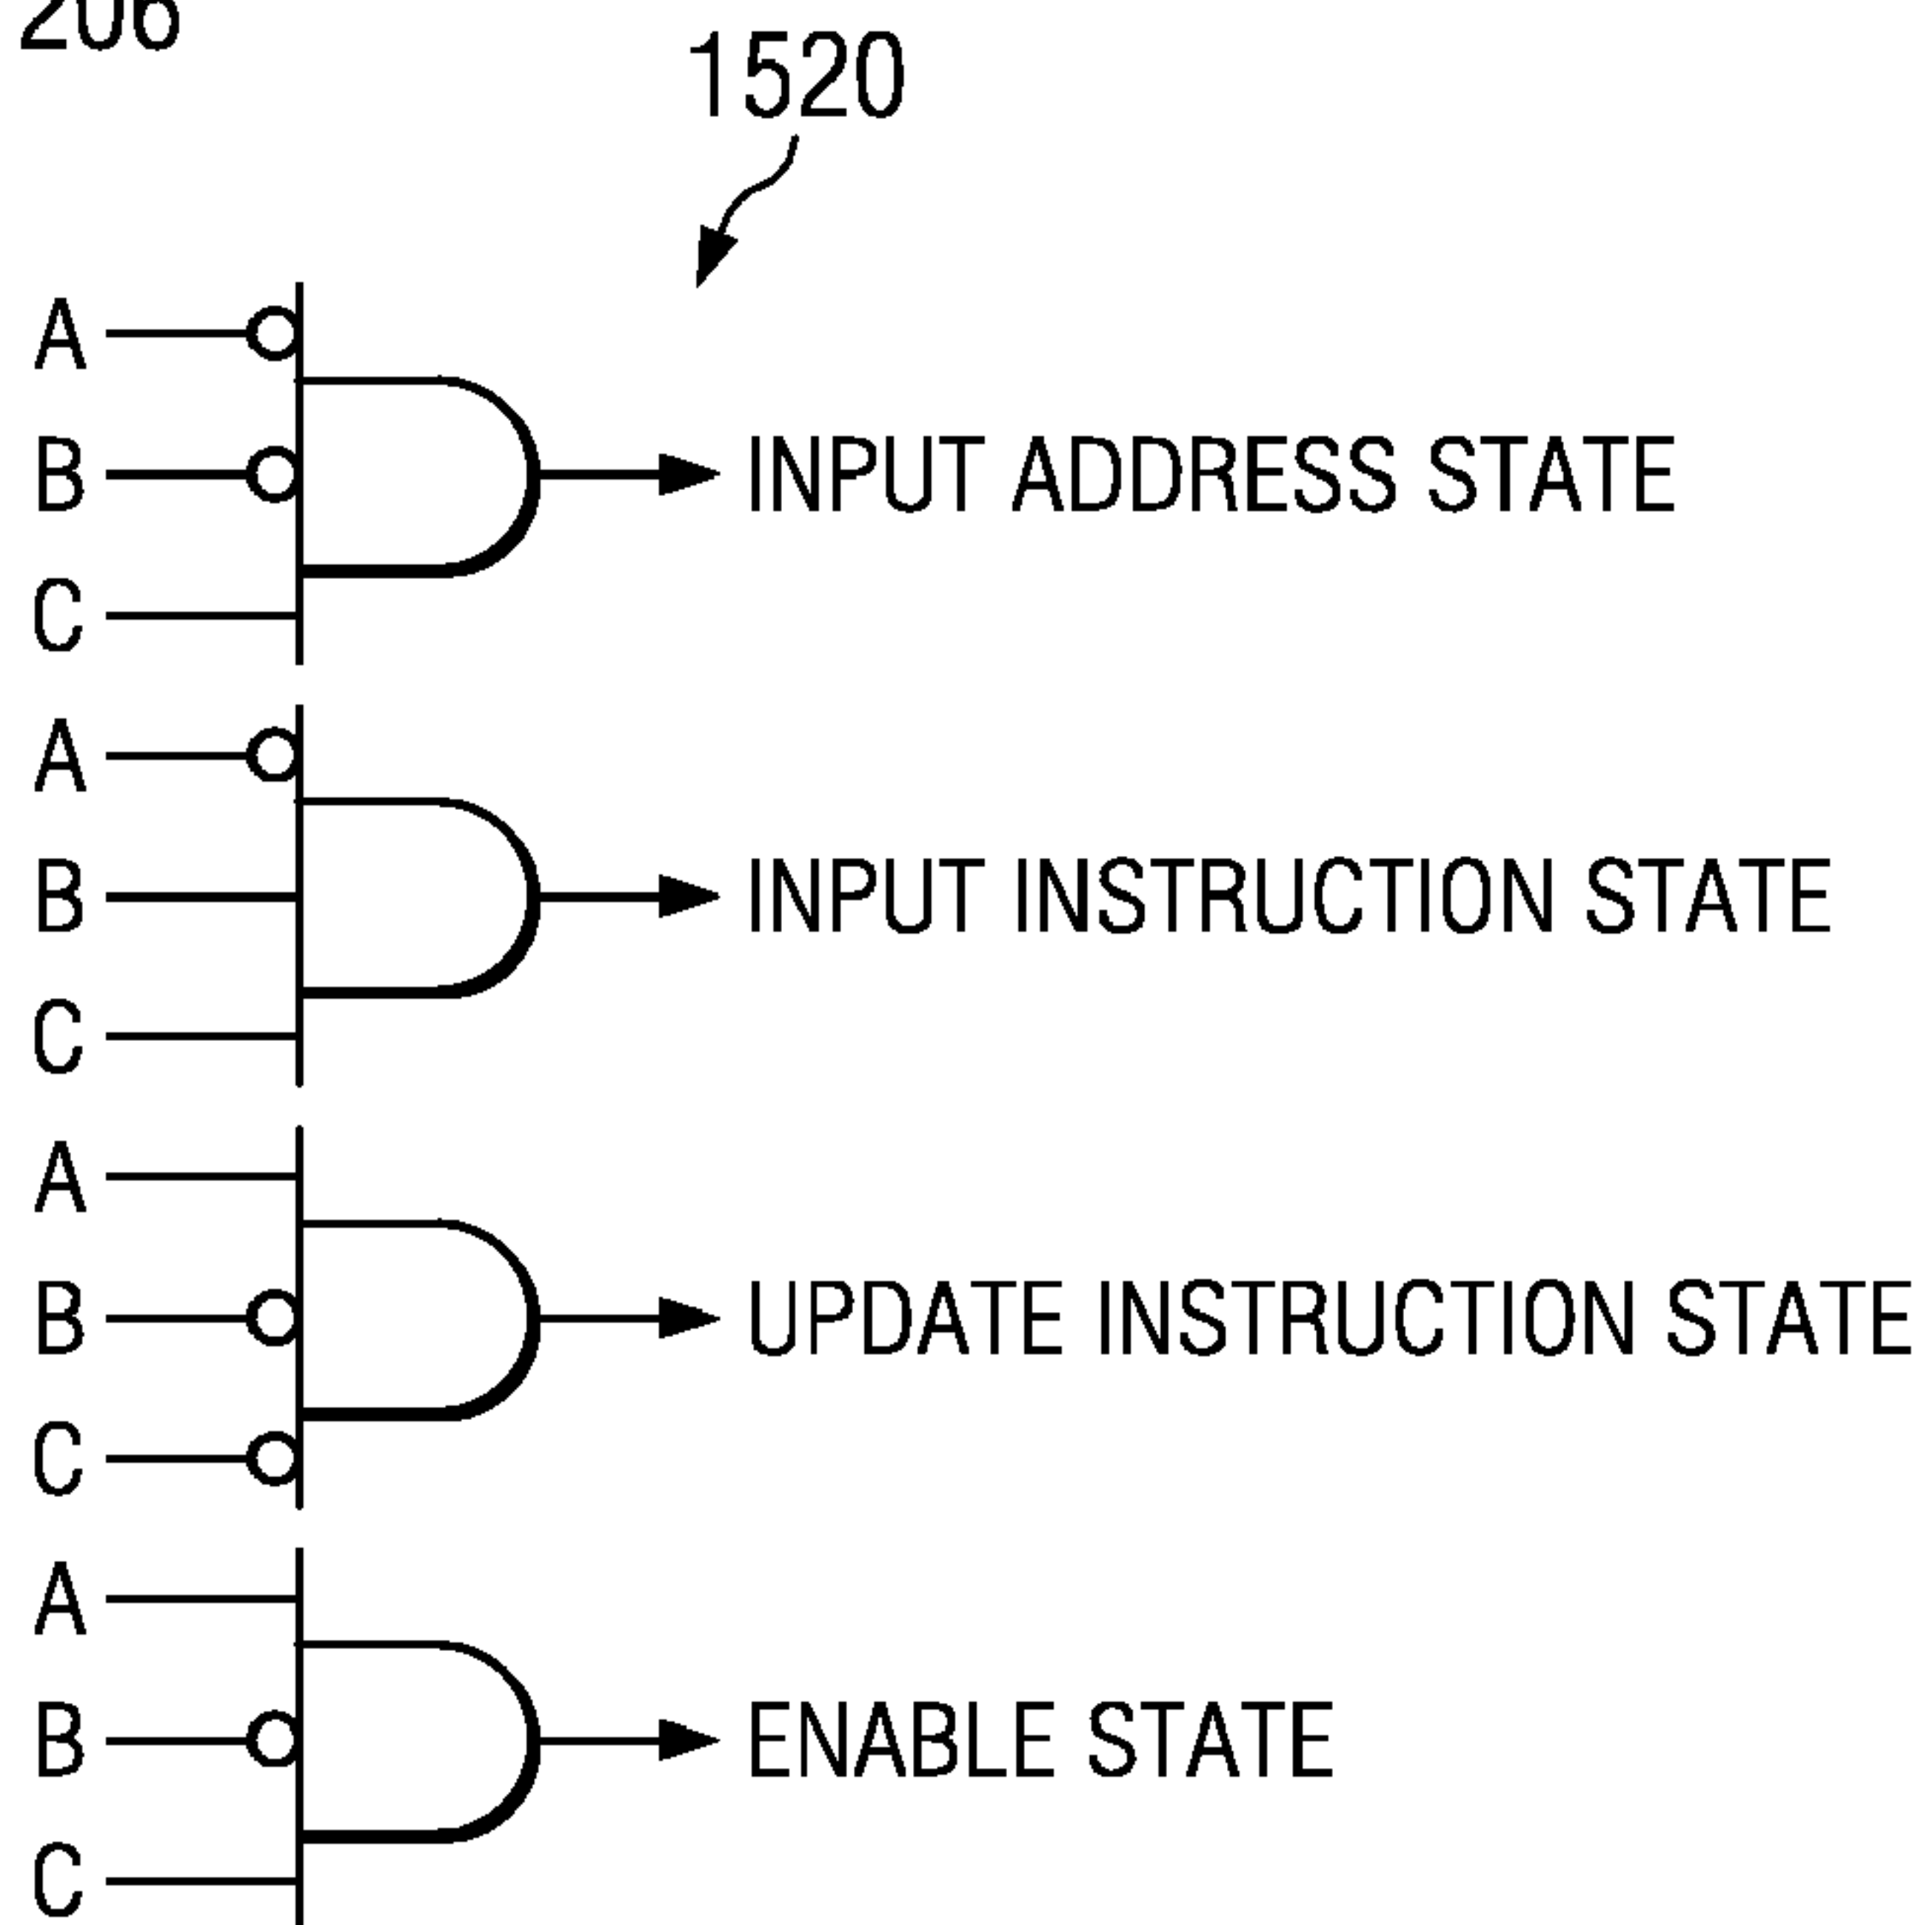 206
1520
A
B INPUT ADDRESS STATE
C
A
B INPUT INSTRUCTION STATE
C
A
B UPDATE INSTRUCTION STATE
C
A
B ENABLE STATE
C